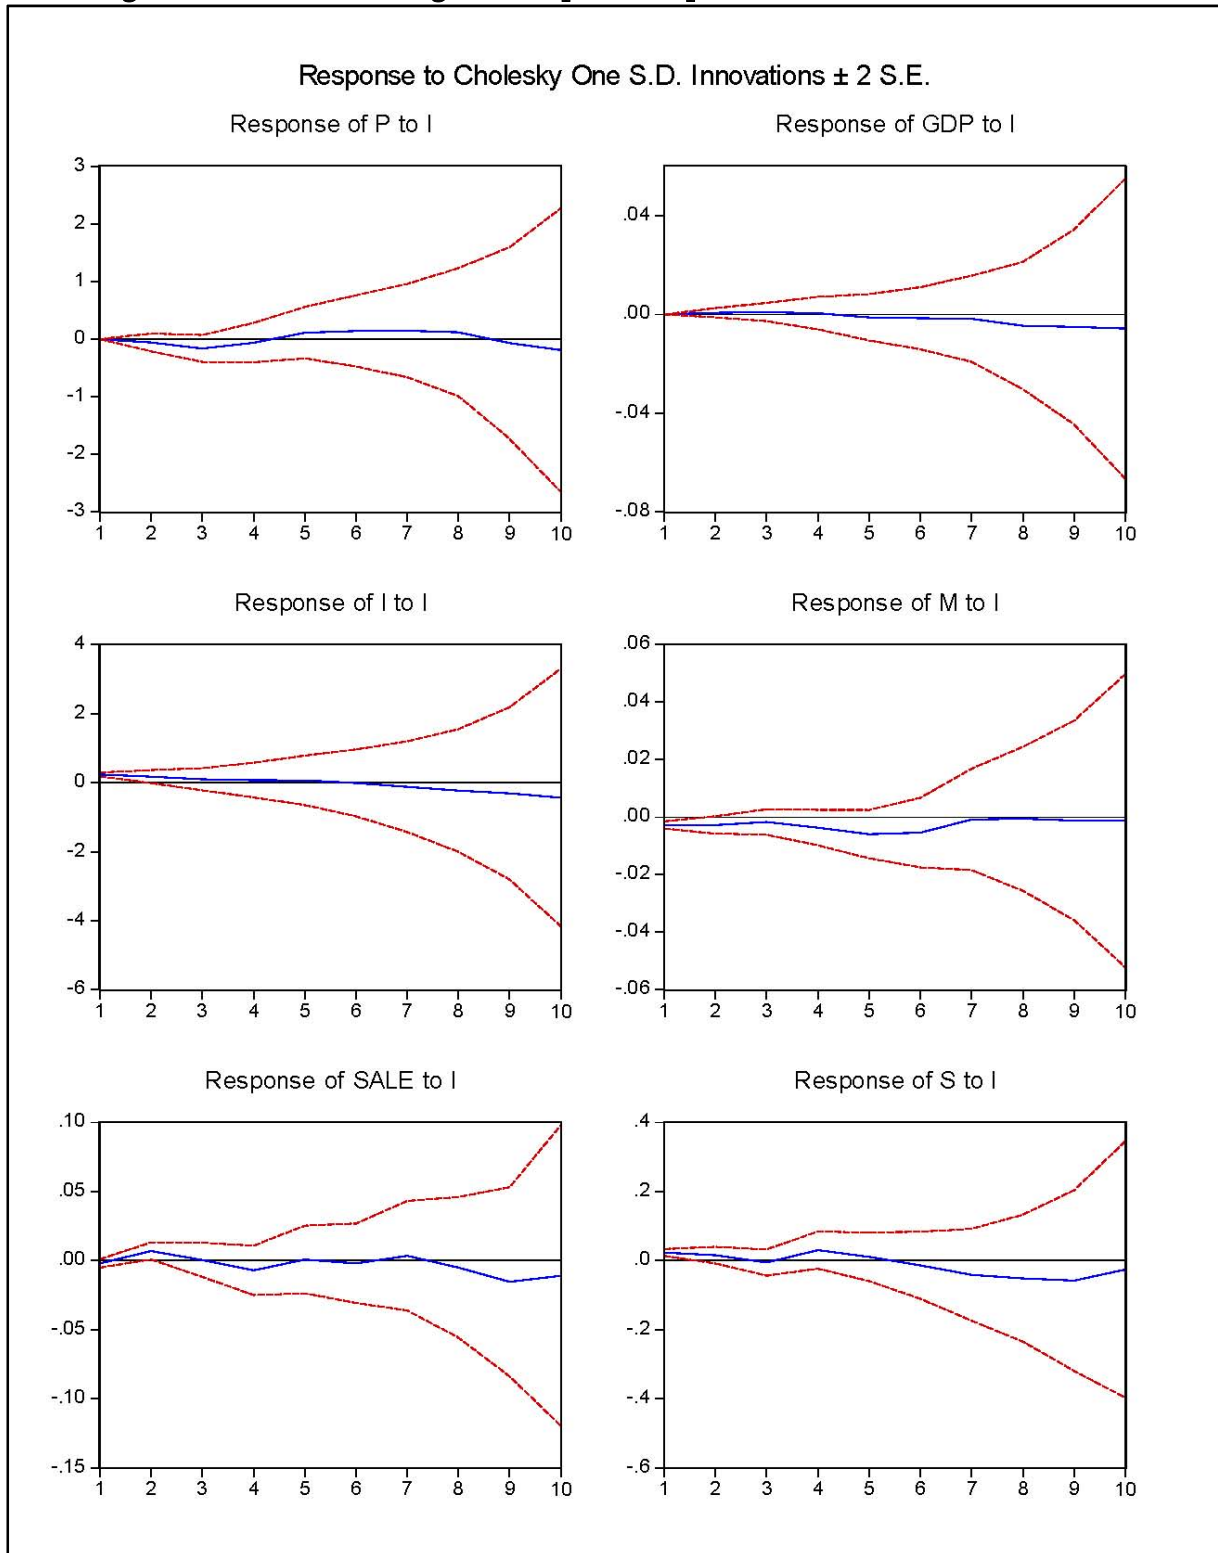 Response to Cholesky One S.D. Innovations ± 2 S.E.
Response of P to I
3
2
1
0
-1
-2
-3
1 2 3 4 5 6 7 8 9 10
Response of GDP to I
.04
.00
-.04
-.08
1 2 3 4 5 6 7 8 9 10
Response of I to I
4
2
0
-2
-4
-6
1 2 3 4 5 6 7 8 9 10
Response of M to I
.06
.04
.02
.00
-.02
-.04
-.06
1 2 3 4 5 6 7 8 9 10
Response of SALE to I
.10
.05
.00
-.05
-.10
-.15
1 2 3 4 5 6 7 8 9 10
Response of S to I
.4
.2
.0
-.2
-.4
-.6
1 2 3 4 5 6 7 8 9 10